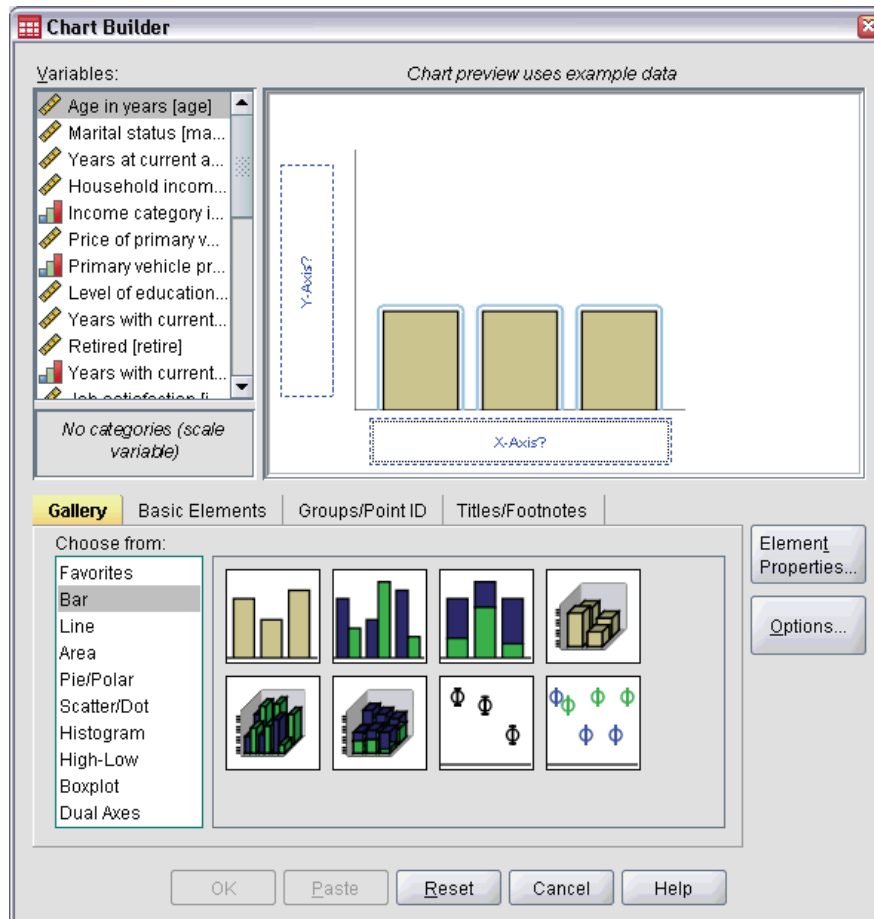 Chart Builder
Variables:
Chart preview uses example data
Age in years [age]
Marital status [ma...
Years at current a...
Household incom...
Income category i...
Price of primary v...
Primary vehicle pr...
Level of education...
Years with current...
Retired [retire]
Years with current...
Job satisfaction [j...
No categories (scale
variable)
Y-Axis?
X-Axis?
Gallery
Basic Elements
Groups/Point ID
Titles/Footnotes
Choose from:
Favorites
Bar
Line
Area
Pie/Polar
Scatter/Dot
Histogram
High-Low
Boxplot
Dual Axes
Element
Properties...
Options...
OK
Paste
Reset
Cancel
Help